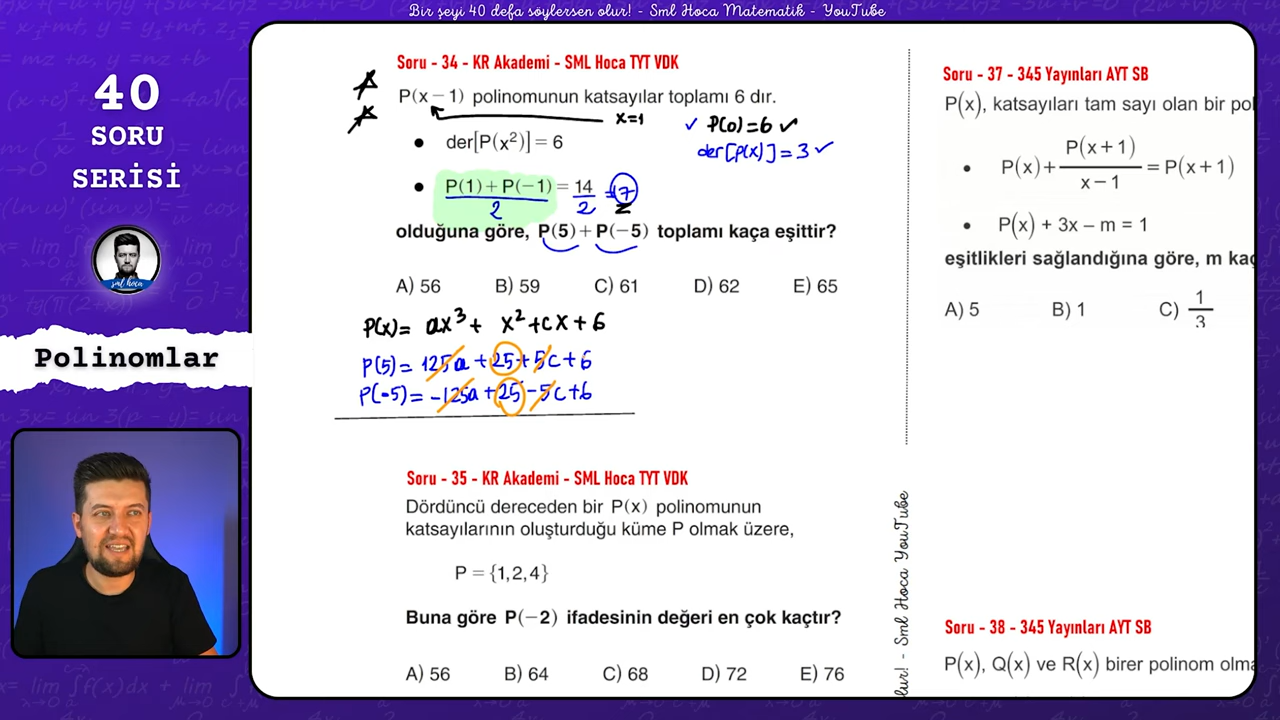 Bir şeyi 40 defa söylersen olur! - Sml Hoca Matematik - YouTube
40
SORU
SERİSİ
sml hoca
Polinomlar
Soru - 34 - KR Akademi - SML Hoca TYT VDK
P(x − 1) polinomunun katsayılar toplamı 6 dır.
x=1
P(0)=6
der[P(x)]=3
• der[P(x²)] = 6
• P(1) + P(−1) = 14
2 2 =7
olduğuna göre, P(5) + P(−5) toplamı kaça eşittir?
A) 56 B) 59 C) 61 D) 62 E) 65
P(x)= ax³+ x²+cx+6
P(5)= 125a+25+5c+6
P(-5)= -125a+25-5c+6
Soru - 35 - KR Akademi - SML Hoca TYT VDK
Dördüncü dereceden bir P(x) polinomunun
katsayılarının oluşturduğu küme P olmak üzere,
P = {1,2,4}
Buna göre P(−2) ifadesinin değeri en çok kaçtır?
A) 56 B) 64 C) 68 D) 72 E) 76
lur! - Sml Hoca YouTube
Soru - 37 - 345 Yayınları AYT SB
P(x), katsayıları tam sayı olan bir pol
• P(x) + P(x + 1)/x − 1 = P(x + 1)
• P(x) + 3x − m = 1
eşitlikleri sağlandığına göre, m kaç
A) 5 B) 1 C) 1/3
Soru - 38 - 345 Yayınları AYT SB
P(x), Q(x) ve R(x) birer polinom olma